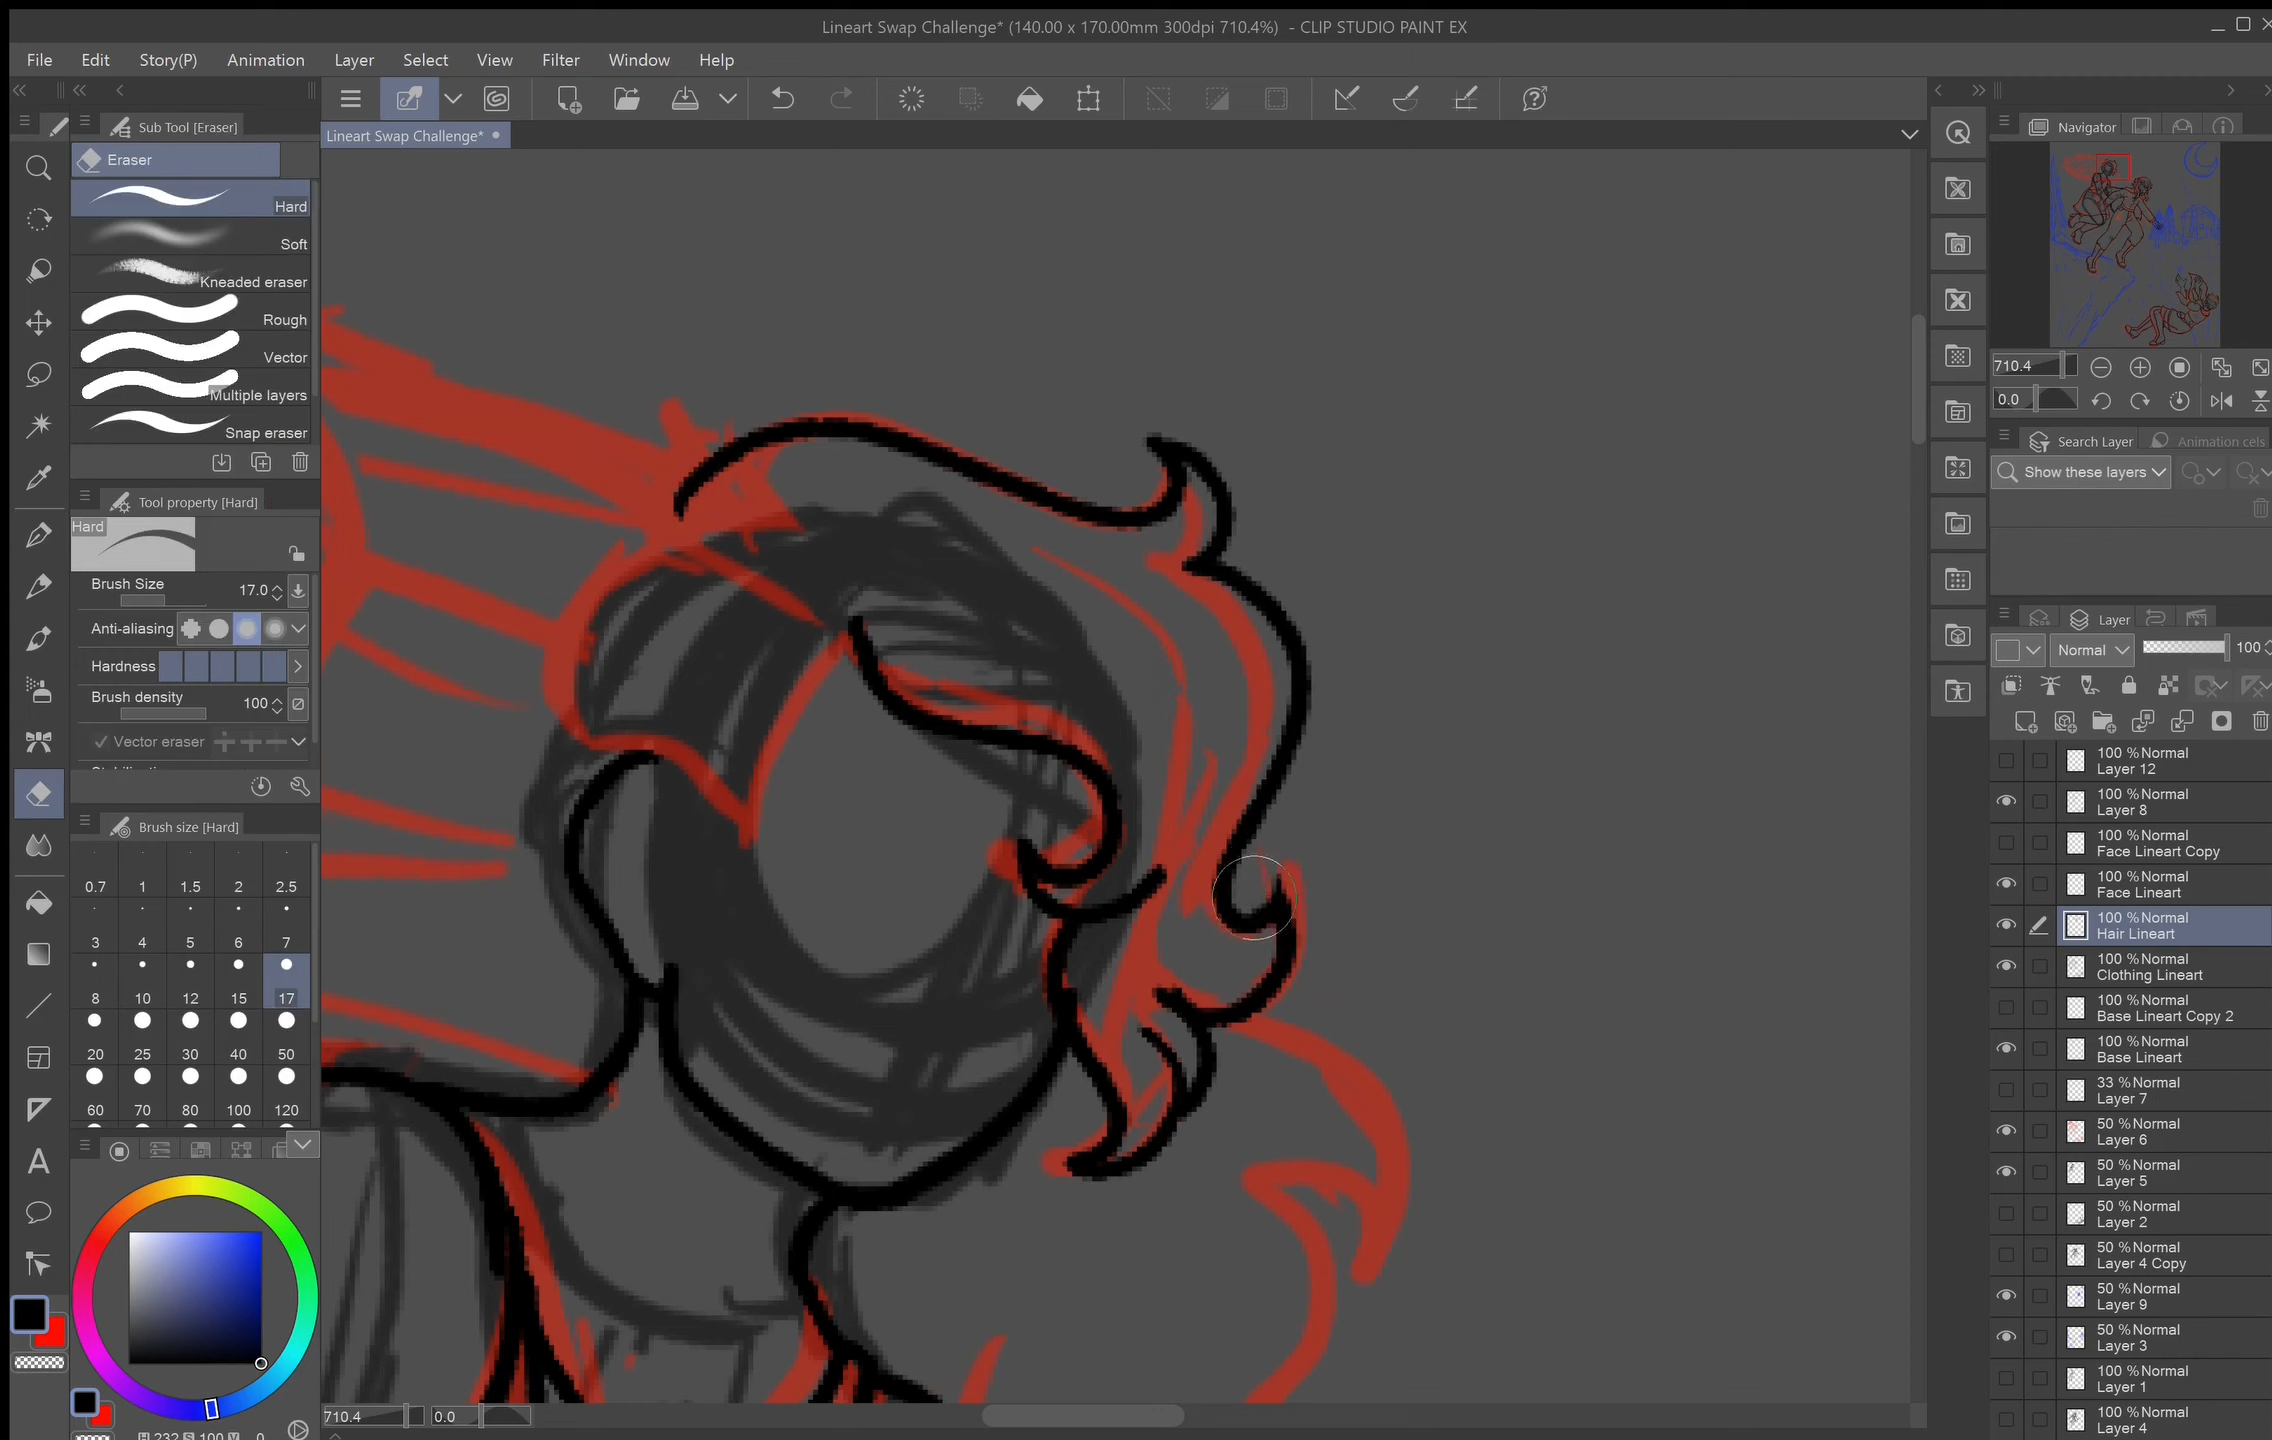 Lineart Swap Challenge* (140.00 x 170.00mm 300dpi 710.4%) - CLIP STUDIO PAINT EX
File Edit Story(P) Animation Layer Select View Filter Window Help
Sub Tool [Eraser]
Eraser
Hard
Soft
Kneaded eraser
Rough
Vector
Multiple layers
Snap eraser
Tool property [Hard]
Hard
Brush Size 17.0
Anti-aliasing
Hardness
Brush density 100
Vector eraser
Brush size [Hard]
0.7 1 1.5 2 2.5
3 4 5 6 7
8 10 12 15 17
20 25 30 40 50
60 70 80 100 120
H 232 S 100 V 0
Lineart Swap Challenge*
710.4 0.0
Navigator
710.4
0.0
Search Layer Animation cels
Show these layers
Layer
Normal 100
100 %Normal
Layer 12
100 %Normal
Layer 8
100 %Normal
Face Lineart Copy
100 %Normal
Face Lineart
100 %Normal
Hair Lineart
100 %Normal
Clothing Lineart
100 %Normal
Base Lineart Copy 2
100 %Normal
Base Lineart
33 %Normal
Layer 7
50 %Normal
Layer 6
50 %Normal
Layer 5
50 %Normal
Layer 2
50 %Normal
Layer 4 Copy
50 %Normal
Layer 9
50 %Normal
Layer 3
100 %Normal
Layer 1
100 %Normal
Layer 4